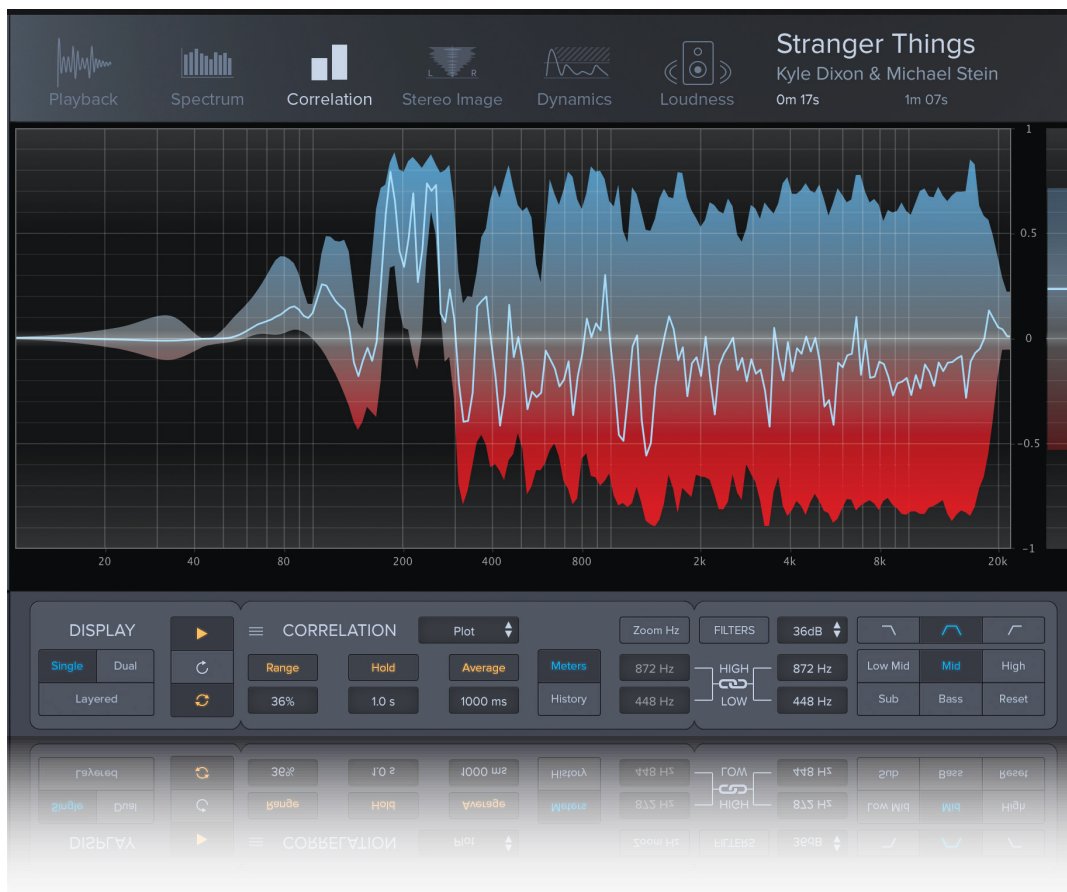 Playback
Spectrum
Correlation
L R
Stereo Image
Dynamics
Loudness
Stranger Things
Kyle Dixon & Michael Stein
0m 17s 1m 07s
1
0.5
0
-0.5
-1
20 40 80 200 400 800 2k 4k 8k 20k
DISPLAY
Single Dual
Layered
CORRELATION Plot
Range Hold Average Meters
36% 1.0 s 1000 ms History
Zoom Hz FILTERS 36dB
872 Hz HIGH 872 Hz
448 Hz LOW 448 Hz
Low Mid Mid High
Sub Bass Reset